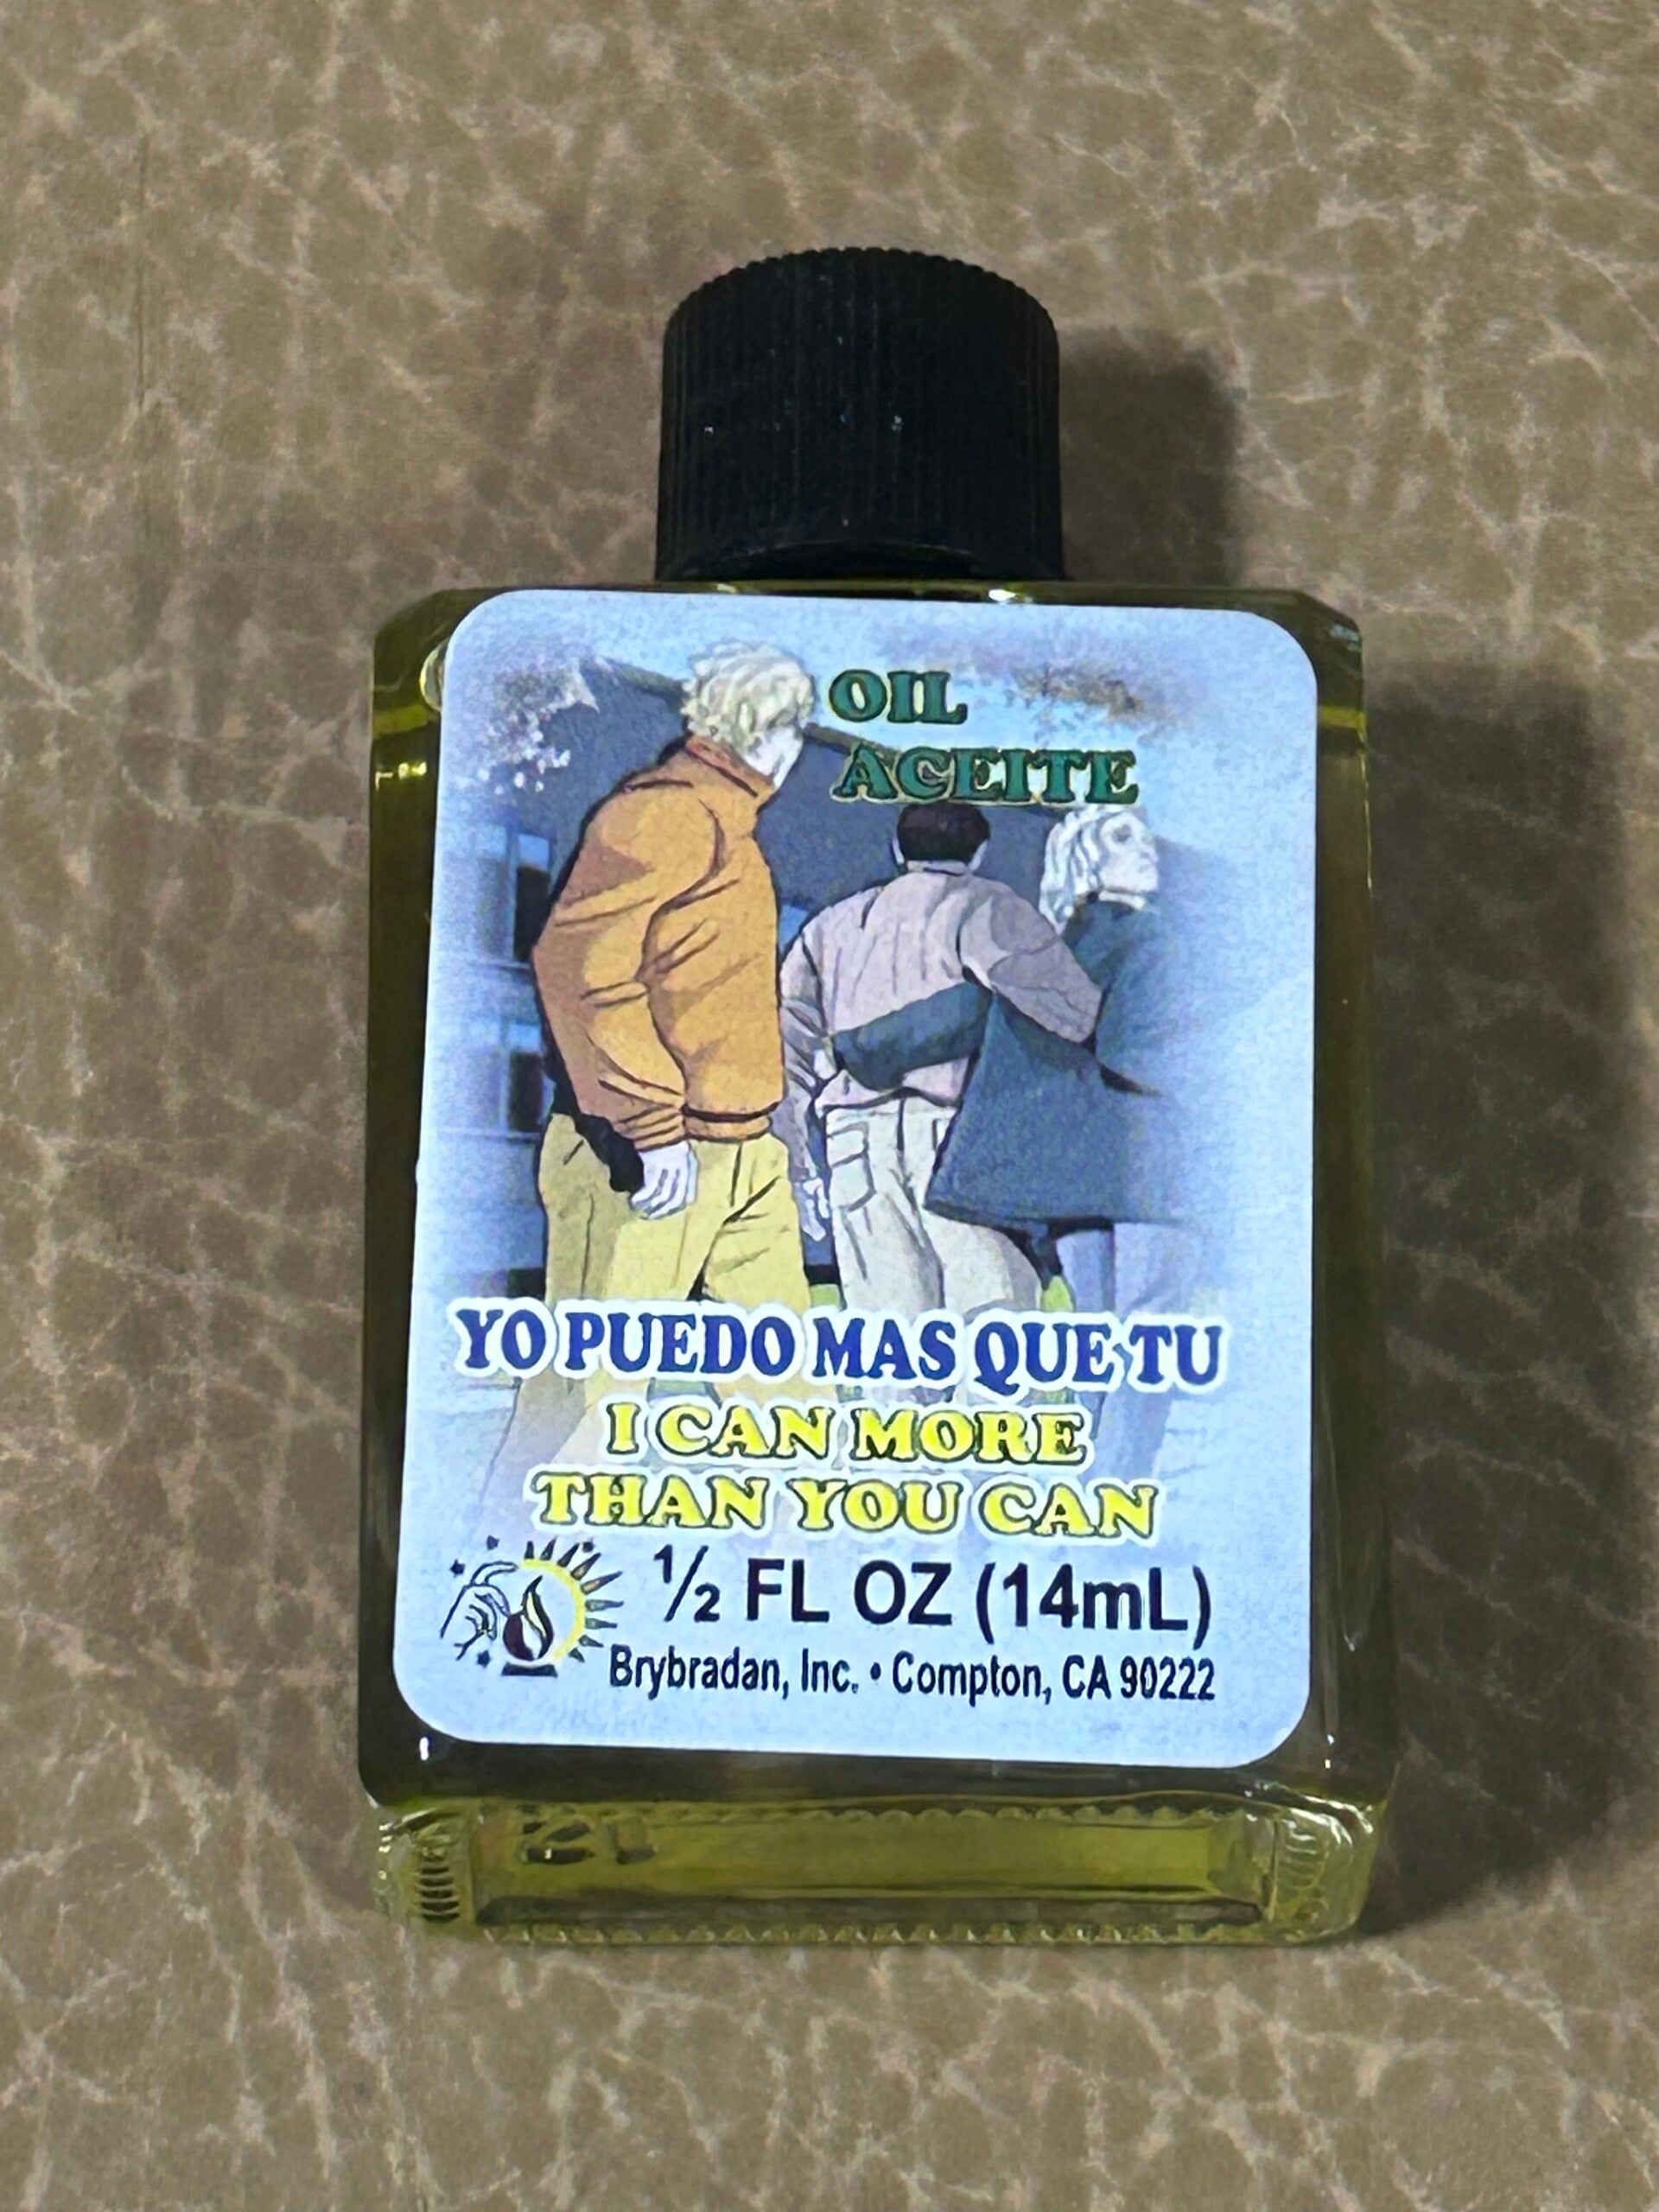 OIL
ACEITE
YO PUEDO MAS QUE TU
I CAN MORE
THAN YOU CAN
½ FL OZ (14mL)
Brybradan, Inc. • Compton, CA 90222